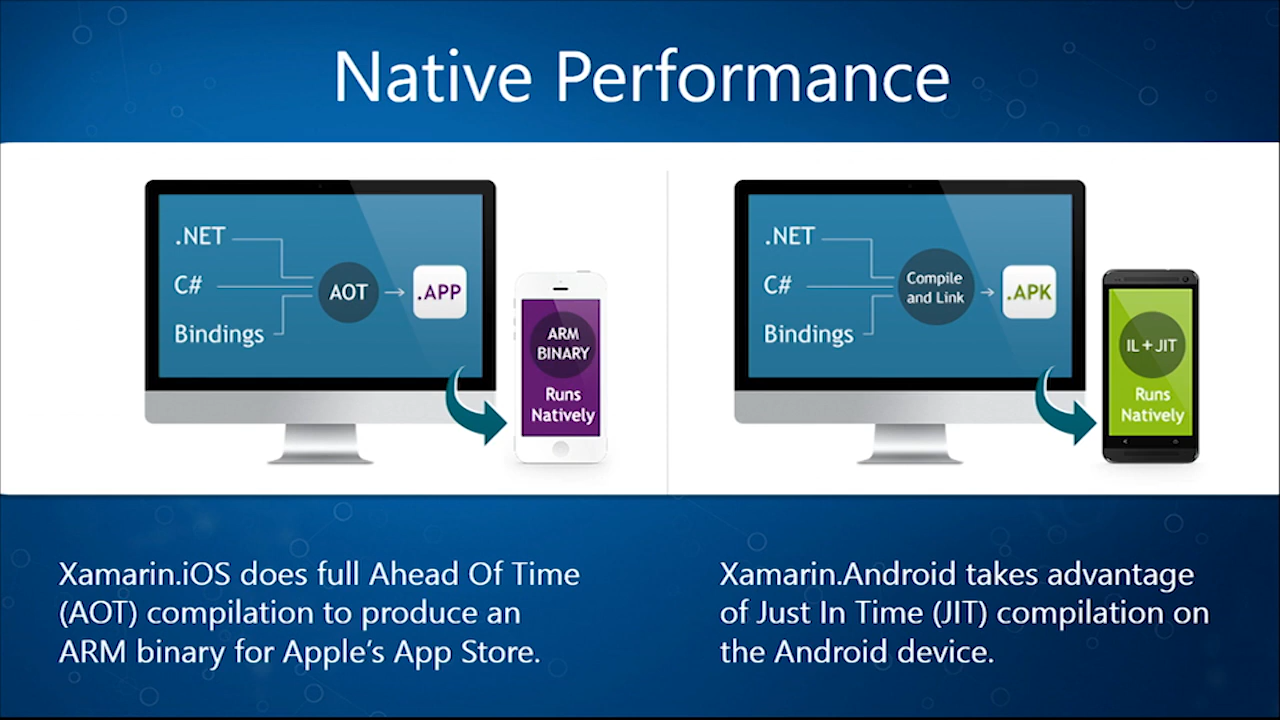 Native Performance
.NET
C#
Bindings
AOT
.APP
ARM
BINARY
Runs
Natively
.NET
C#
Bindings
Compile
and Link
.APK
IL + JIT
Runs
Natively
Xamarin.iOS does full Ahead Of Time
(AOT) compilation to produce an
ARM binary for Apple’s App Store.
Xamarin.Android takes advantage
of Just In Time (JIT) compilation on
the Android device.